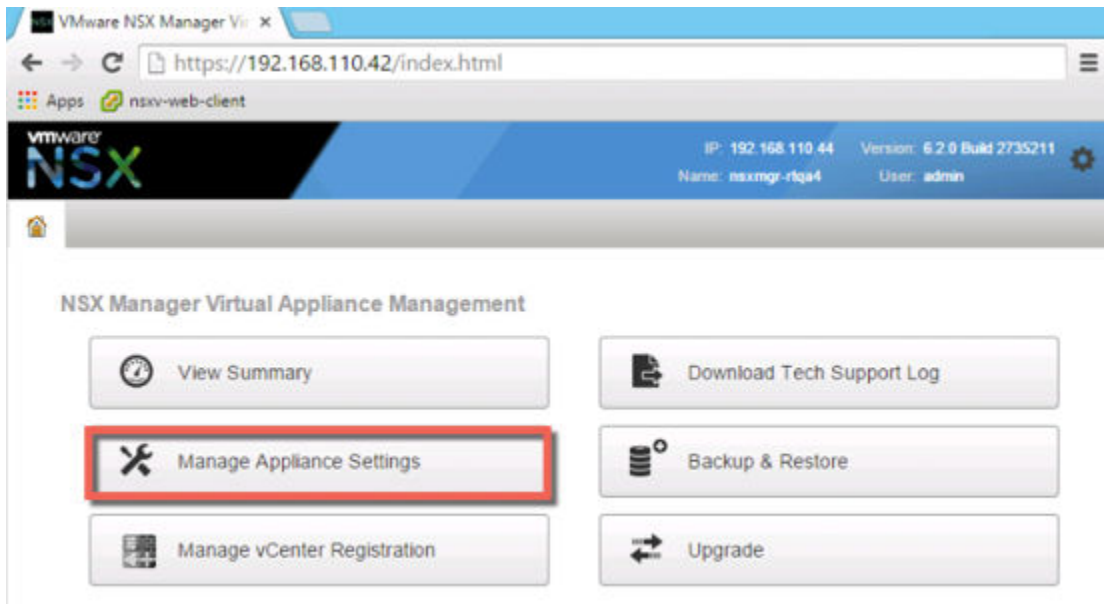 VMware NSX Manager Vir
https://192.168.110.42/index.html
Apps nsxv-web-client
vmware NSX
IP: 192.168.110.44 Version: 6.2.0 Build 2735211
Name: nsxmgr-rtqa4 User: admin
NSX Manager Virtual Appliance Management
View Summary
Download Tech Support Log
Manage Appliance Settings
Backup & Restore
Manage vCenter Registration
Upgrade